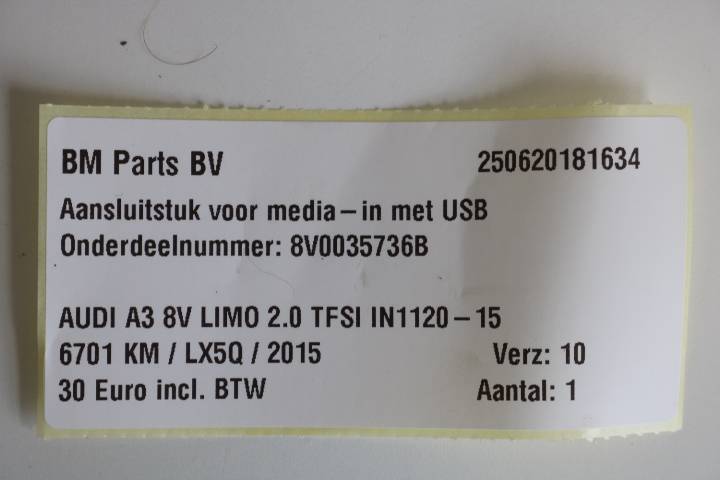 BM Parts BV 250620181634
Aansluitstuk voor media-in met USB
Onderdeelnummer: 8V0035736B
AUDI A3 8V LIMO 2.0 TFSI IN1120-15
6701 KM / LX5Q / 2015 Verz: 10
30 Euro incl. BTW Aantal: 1